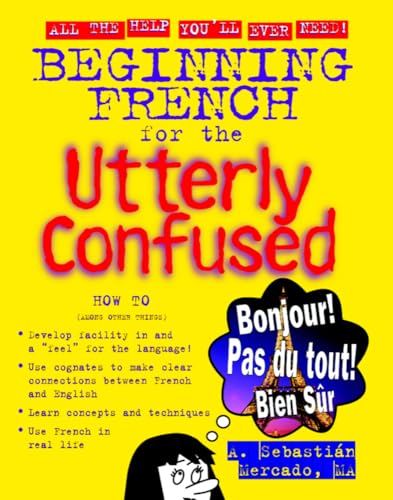 ALL THE HELP YOU'LL EVER NEED!
BEGINNING
FRENCH
for the
Utterly
Confused
HOW TO
(AMONG OTHER THINGS)
• Develop facility in and
a "feel" for the language!
• Use cognates to make clear
connections between French
and English
• Learn concepts and techniques
• Use French in
real life
Bonjour!
Pas du tout!
Bien Sûr
A. Sebastián
Mercado, MA